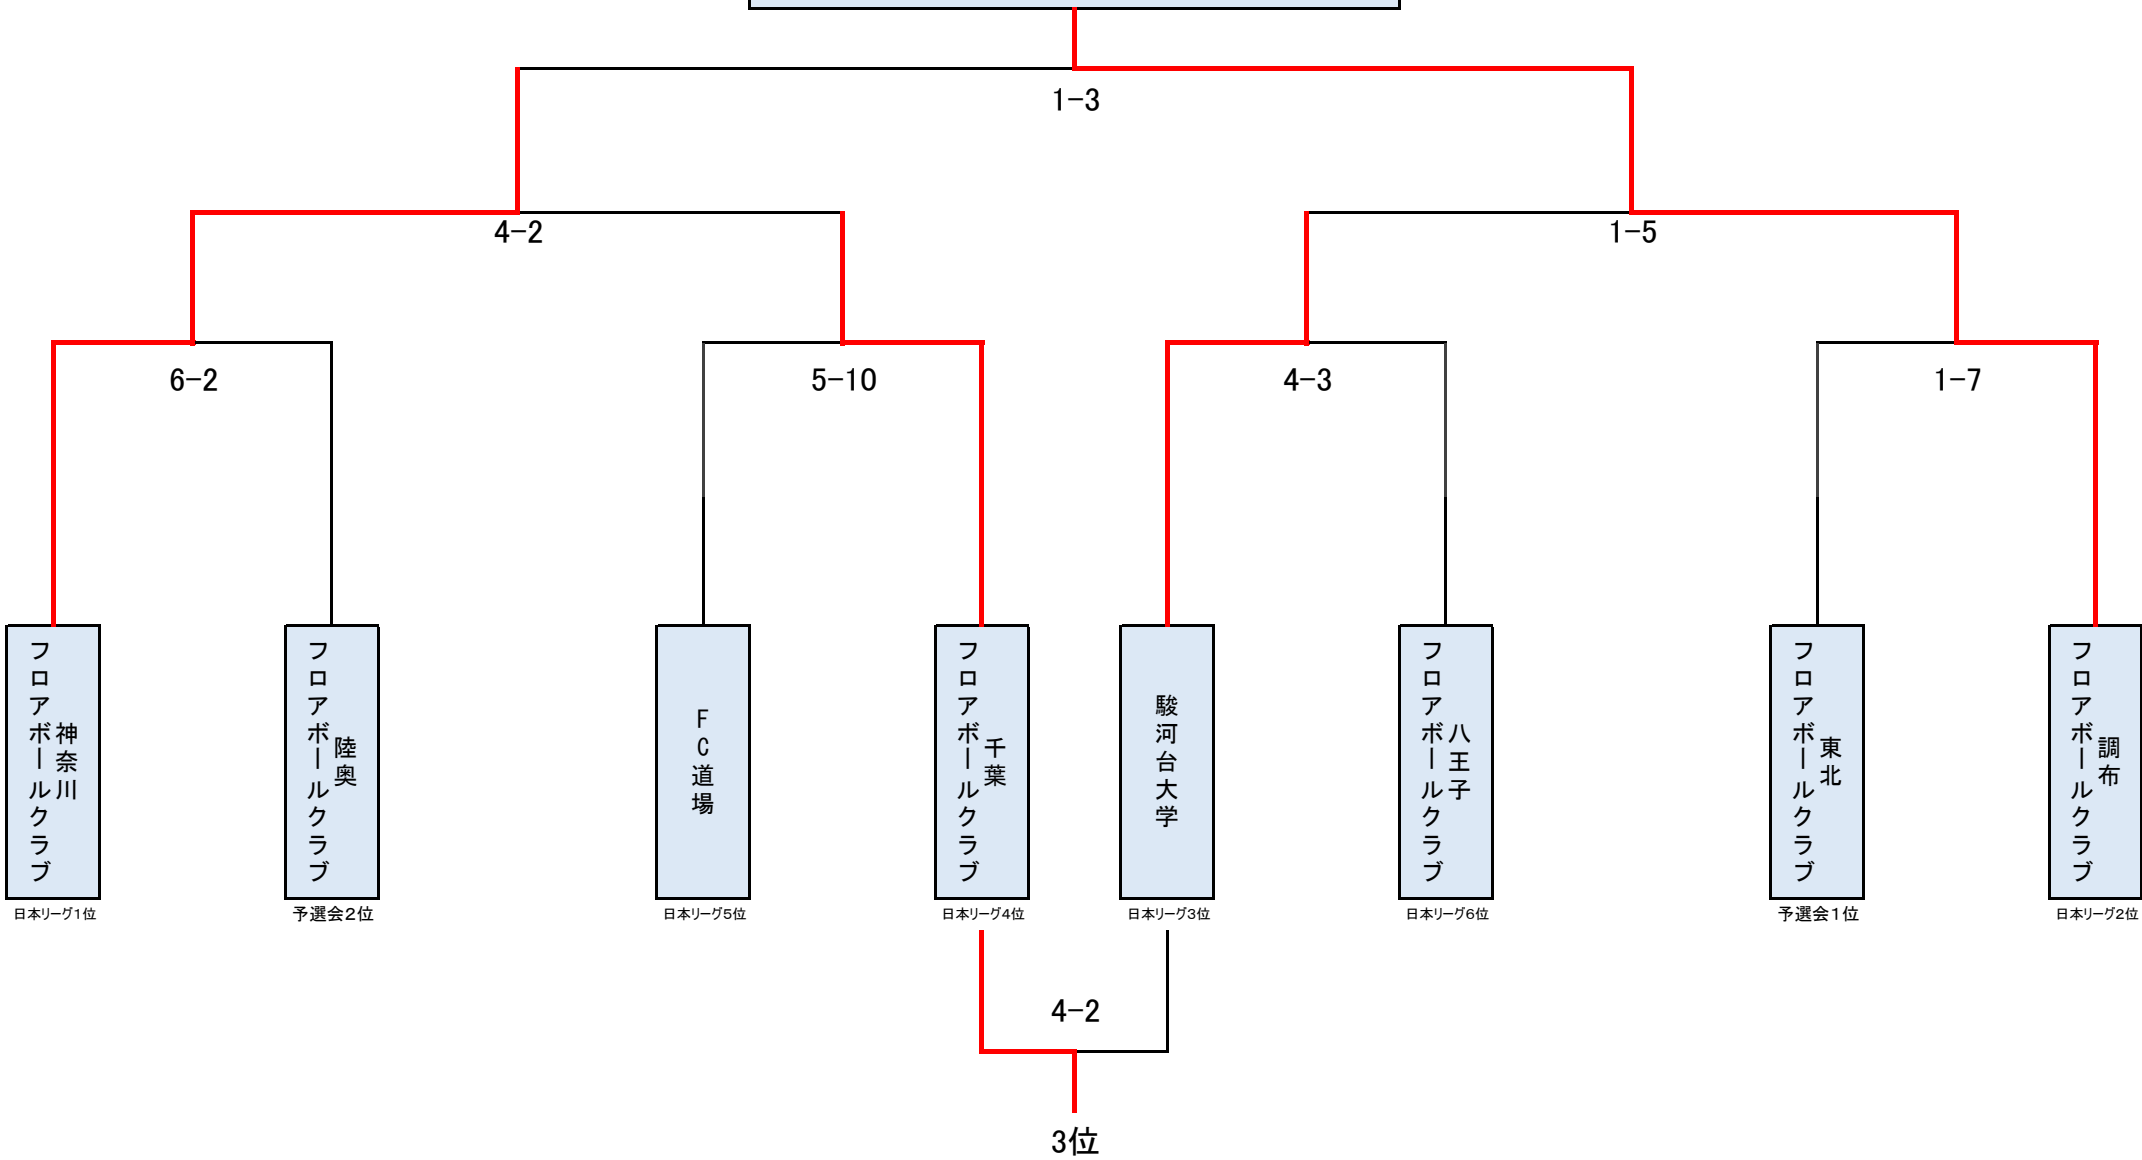 1-3
4-2
1-5
6-2
5-10
4-3
1-7
神奈川
フロアボールクラブ
陸奥
フロアボールクラブ
FC道場
千葉
フロアボールクラブ
駿河台大学
八王子
フロアボールクラブ
東北
フロアボールクラブ
調布
フロアボールクラブ
日本リーグ1位
予選会2位
日本リーグ5位
日本リーグ4位
日本リーグ3位
日本リーグ6位
予選会1位
日本リーグ2位
4-2
3位